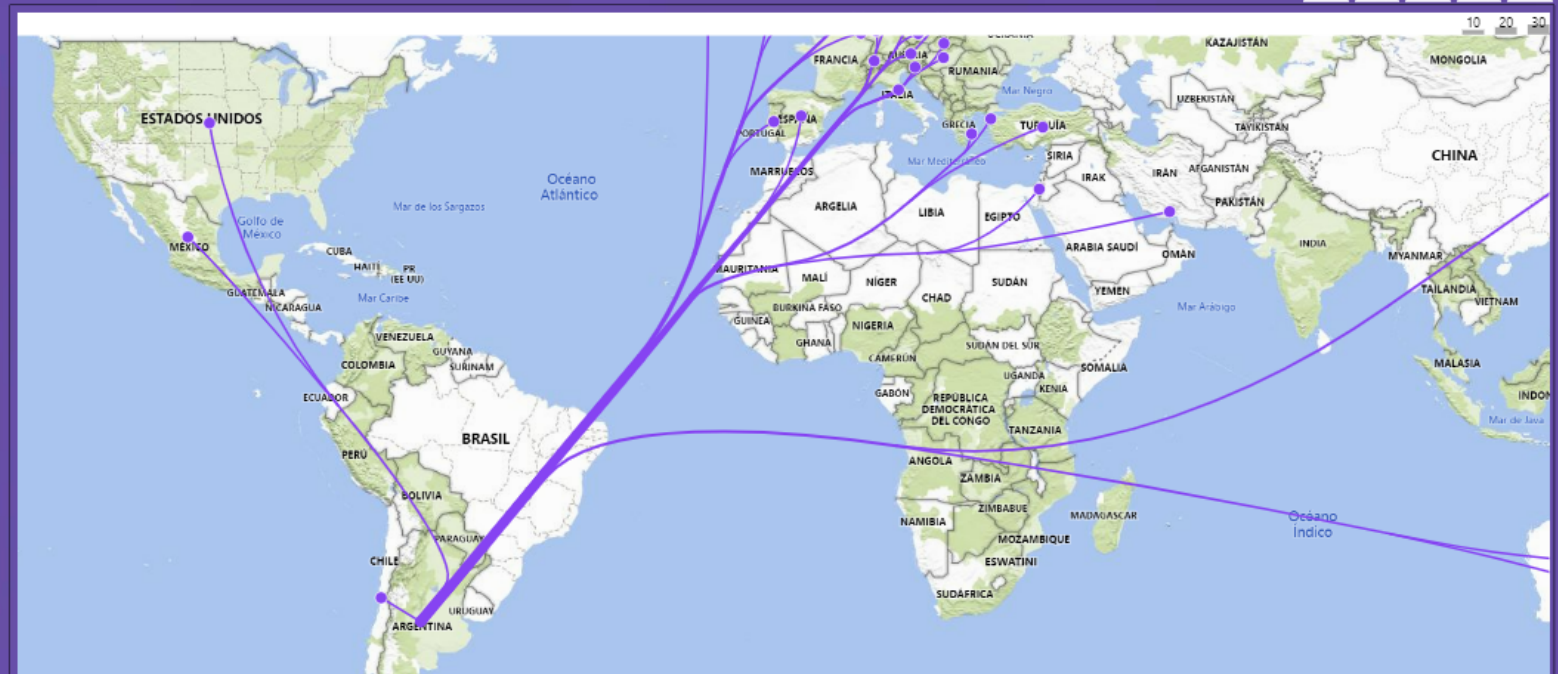 10 20 30
UCRANIA
KAZAJISTÁN
FRANCIA
AUSTRIA
RUMANIA
MONGOLIA
Mar Negro
ITALIA
UZBEKISTÁN
ESTADOS UNIDOS
ESPAÑA
PORTUGAL
GRECIA
TURQUÍA
TAYIKISTÁN
Mar Mediterráneo
SIRIA
CHINA
MARRUECOS
IRAK
IRÁN
AFGANISTÁN
Océano
Atlántico
PAKISTÁN
Mar de los Sargazos
ARGELIA
LIBIA
EGIPTO
Golfo de
México
MÉXICO
CUBA
ARABIA SAUDÍ
OMÁN
INDIA
MYANMAR
HAITÍ
PR
(EE UU)
MAURITANIA
MALÍ
NÍGER
SUDÁN
YEMEN
TAILANDIA
VIETNAM
GUATEMALA
Mar Caribe
CHAD
NICARAGUA
BURKINA FASO
Mar Arábigo
GUINEA
NIGERIA
VENEZUELA
GHANA
SUDÁN DEL SUR
GUYANA
SURINAM
COLOMBIA
CAMERÚN
SOMALIA
MALASIA
UGANDA
KENIA
ECUADOR
GABÓN
REPÚBLICA
DEMOCRÁTICA
DEL CONGO
INDON
Mar de Java
BRASIL
TANZANIA
PERÚ
ANGOLA
ZAMBIA
BOLIVIA
ZIMBABUE
MADAGASCAR
NAMIBIA
Océano
Índico
PARAGUAY
MOZAMBIQUE
CHILE
ESWATINI
SUDÁFRICA
URUGUAY
ARGENTINA